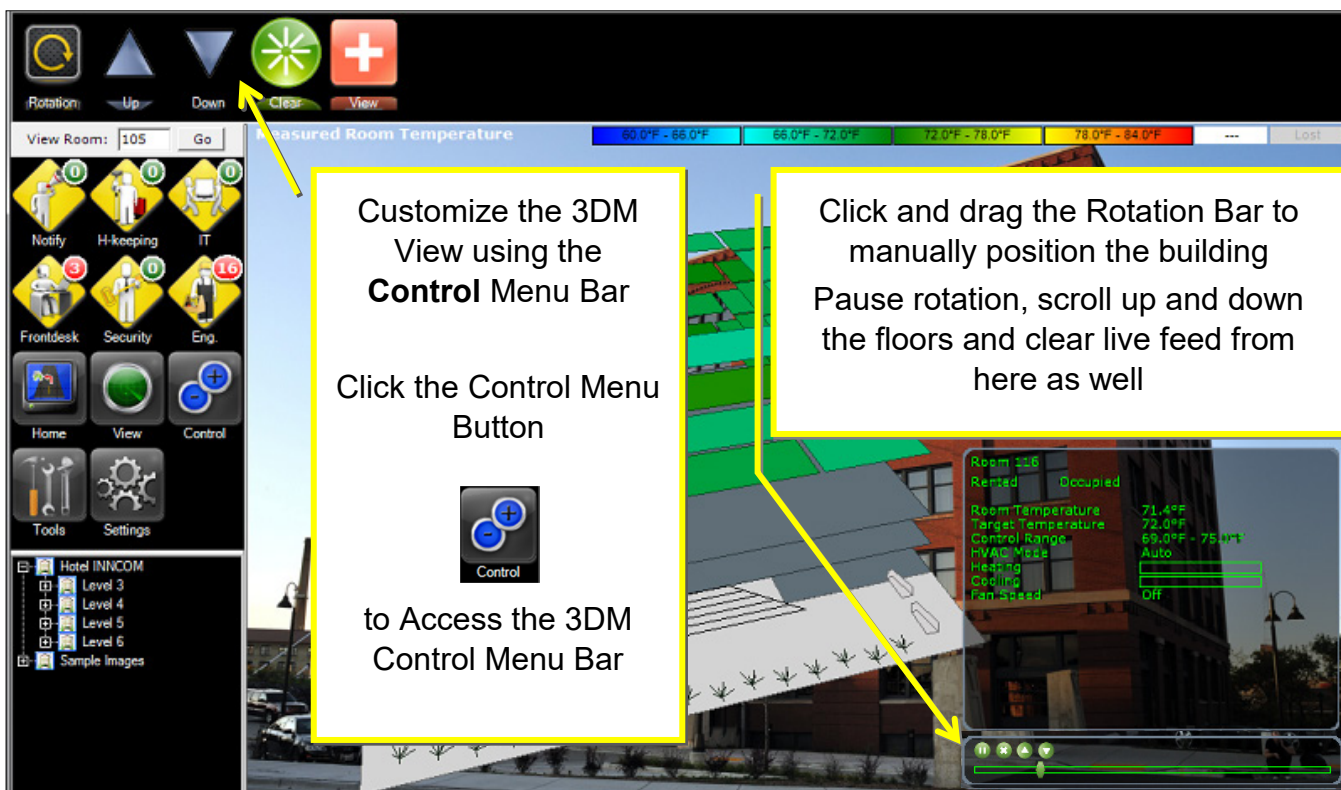 Rotation Up Down Clear View
View Room: 105 Go
Measured Room Temperature 60.0°F - 66.0°F 66.0°F - 72.0°F 72.0°F - 78.0°F 78.0°F - 84.0°F --- Lost
0 0 0
Notify H-keeping IT
3 0 16
Frontdesk Security Eng.
Home View Control
Tools Settings
Hotel INNCOM
Level 3
Level 4
Level 5
Level 6
Sample Images
Customize the 3DM
View using the
Control Menu Bar
Click the Control Menu
Button
Control
to Access the 3DM
Control Menu Bar
Click and drag the Rotation Bar to
manually position the building
Pause rotation, scroll up and down
the floors and clear live feed from
here as well
Room 116
Rented Occupied
Room Temperature 71.4°F
Target Temperature 72.0°F
Control Range 69.0°F - 75.0°F
HVAC Mode Auto
Heating
Cooling
Fan Speed Off